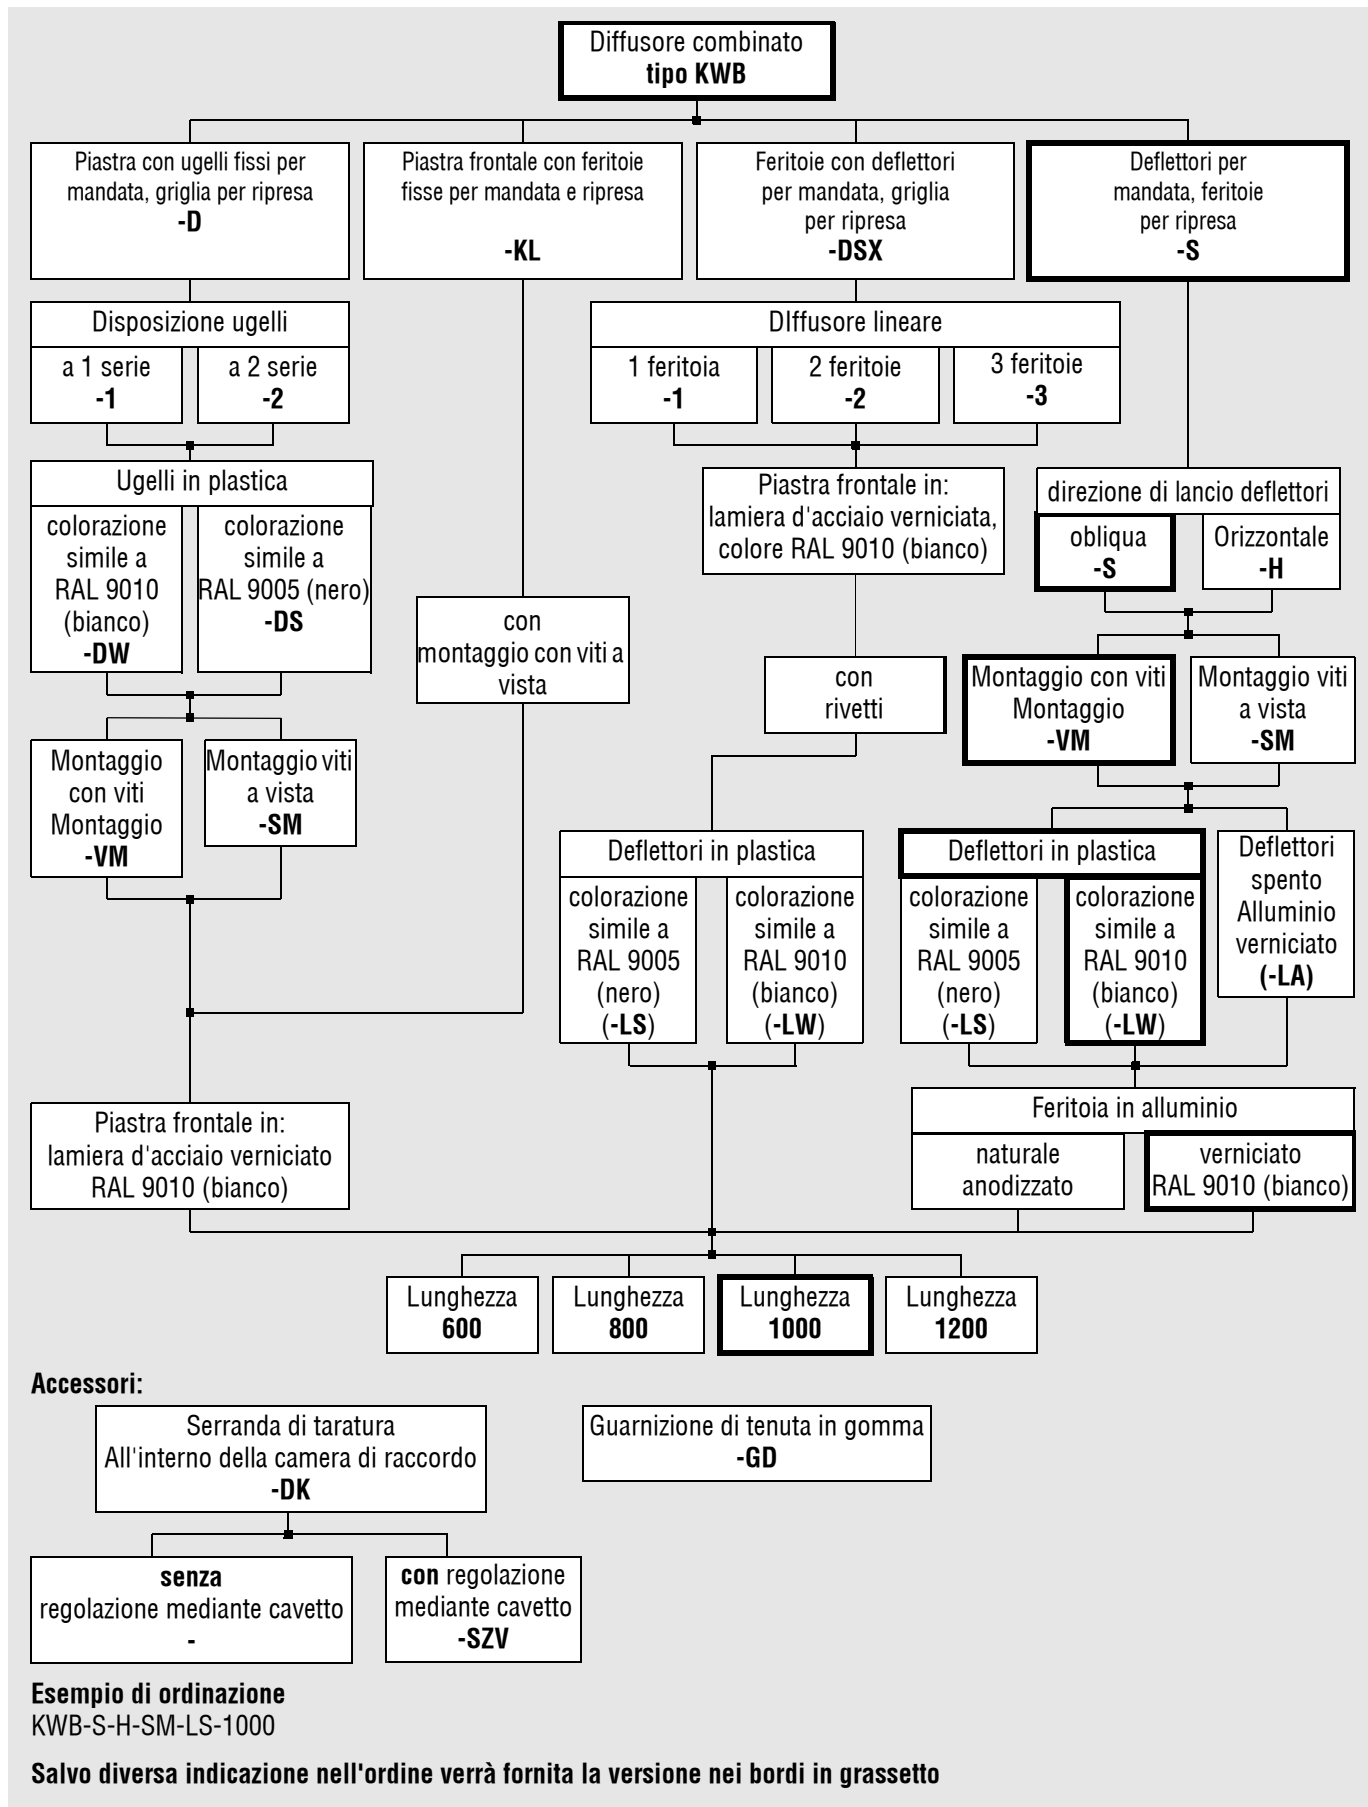 Diffusore combinato
tipo KWB
Piastra con ugelli fissi per
mandata, griglia per ripresa
-D
Piastra frontale con feritoie
fisse per mandata e ripresa
-KL
Feritoie con deflettori
per mandata, griglia
per ripresa
-DSX
Deflettori per
mandata, feritoie
per ripresa
-S
Disposizione ugelli
a 1 serie
-1
a 2 serie
-2
DIffusore lineare
1 feritoia
-1
2 feritoie
-2
3 feritoie
-3
Ugelli in plastica
colorazione
simile a
RAL 9010
(bianco)
-DW
colorazione
simile a
RAL 9005 (nero)
-DS
Piastra frontale in:
lamiera d'acciaio verniciata,
colore RAL 9010 (bianco)
direzione di lancio deflettori
obliqua
-S
Orizzontale
-H
con
montaggio con viti a
vista
con
rivetti
Montaggio con viti
Montaggio
-VM
Montaggio viti
a vista
-SM
Montaggio
con viti
Montaggio
-VM
Montaggio viti
a vista
-SM
Deflettori in plastica
colorazione
simile a
RAL 9005
(nero)
(-LS)
colorazione
simile a
RAL 9010
(bianco)
(-LW)
Deflettori in plastica
colorazione
simile a
RAL 9005
(nero)
(-LS)
colorazione
simile a
RAL 9010
(bianco)
(-LW)
Deflettori
spento
Alluminio
verniciato
(-LA)
Piastra frontale in:
lamiera d'acciaio verniciato
RAL 9010 (bianco)
Feritoia in alluminio
naturale
anodizzato
verniciato
RAL 9010 (bianco)
Lunghezza
600
Lunghezza
800
Lunghezza
1000
Lunghezza
1200
Accessori:
Serranda di taratura
All'interno della camera di raccordo
-DK
Guarnizione di tenuta in gomma
-GD
senza
regolazione mediante cavetto
-
con regolazione
mediante cavetto
-SZV
Esempio di ordinazione
KWB-S-H-SM-LS-1000
Salvo diversa indicazione nell'ordine verrà fornita la versione nei bordi in grassetto